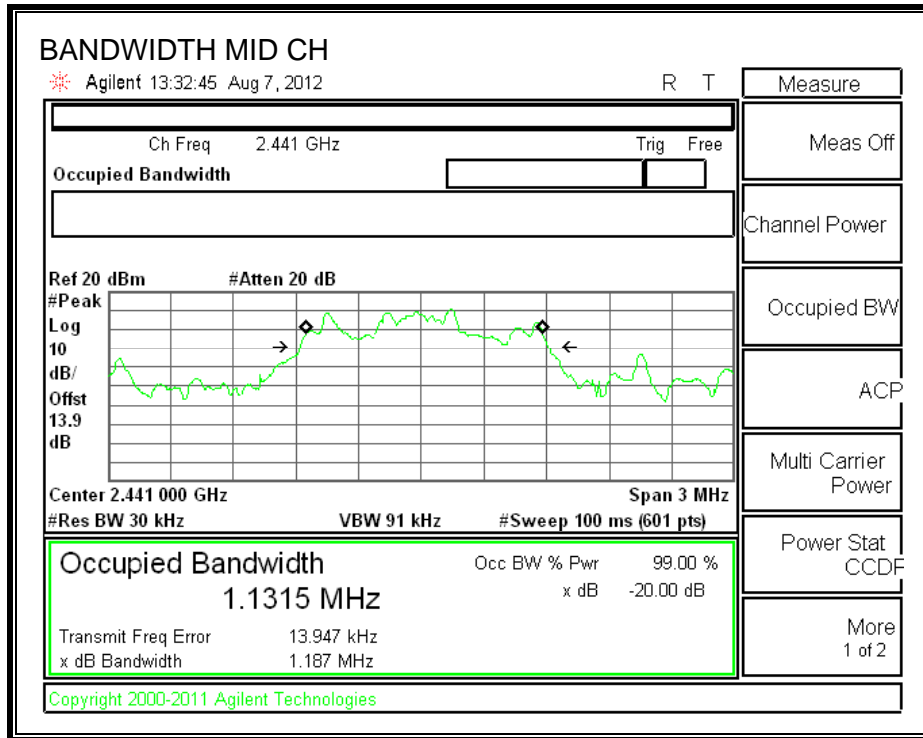 BANDWIDTH MID CH
Agilent 13:32:45 Aug 7, 2012 R T
Measure
Ch Freq 2.441 GHz Trig Free
Meas Off
Occupied Bandwidth
Channel Power
Ref 20 dBm #Atten 20 dB
#Peak
Log
10
dB/
Offst
13.9
dB
Occupied BW
ACP
Multi Carrier
Power
Center 2.441 000 GHz Span 3 MHz
#Res BW 30 kHz VBW 91 kHz #Sweep 100 ms (601 pts)
Power Stat
CCDF
Occupied Bandwidth Occ BW % Pwr 99.00 %
1.1315 MHz x dB -20.00 dB
Transmit Freq Error 13.947 kHz
x dB Bandwidth 1.187 MHz
More
1 of 2
Copyright 2000-2011 Agilent Technologies